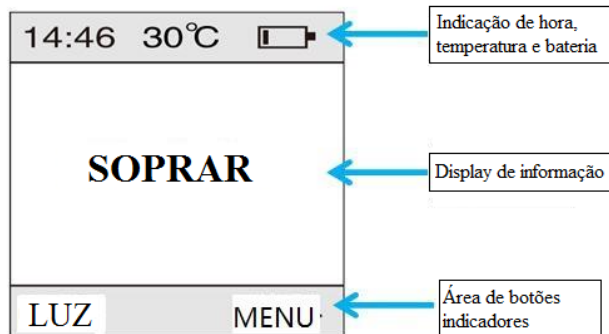 14:46 30°C
Indicação de hora,
temperatura e bateria
SOPRAR
Display de informação
LUZ MENU
Área de botões
indicadores